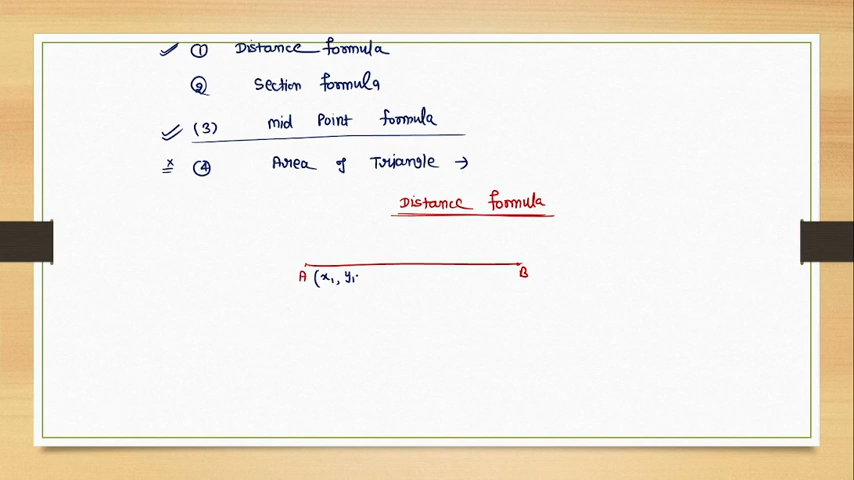 ① Distance formula
② Section formula
(3) mid Point formula
④ Area of Triangle →
Distance formula
A (x₁, y₁ B